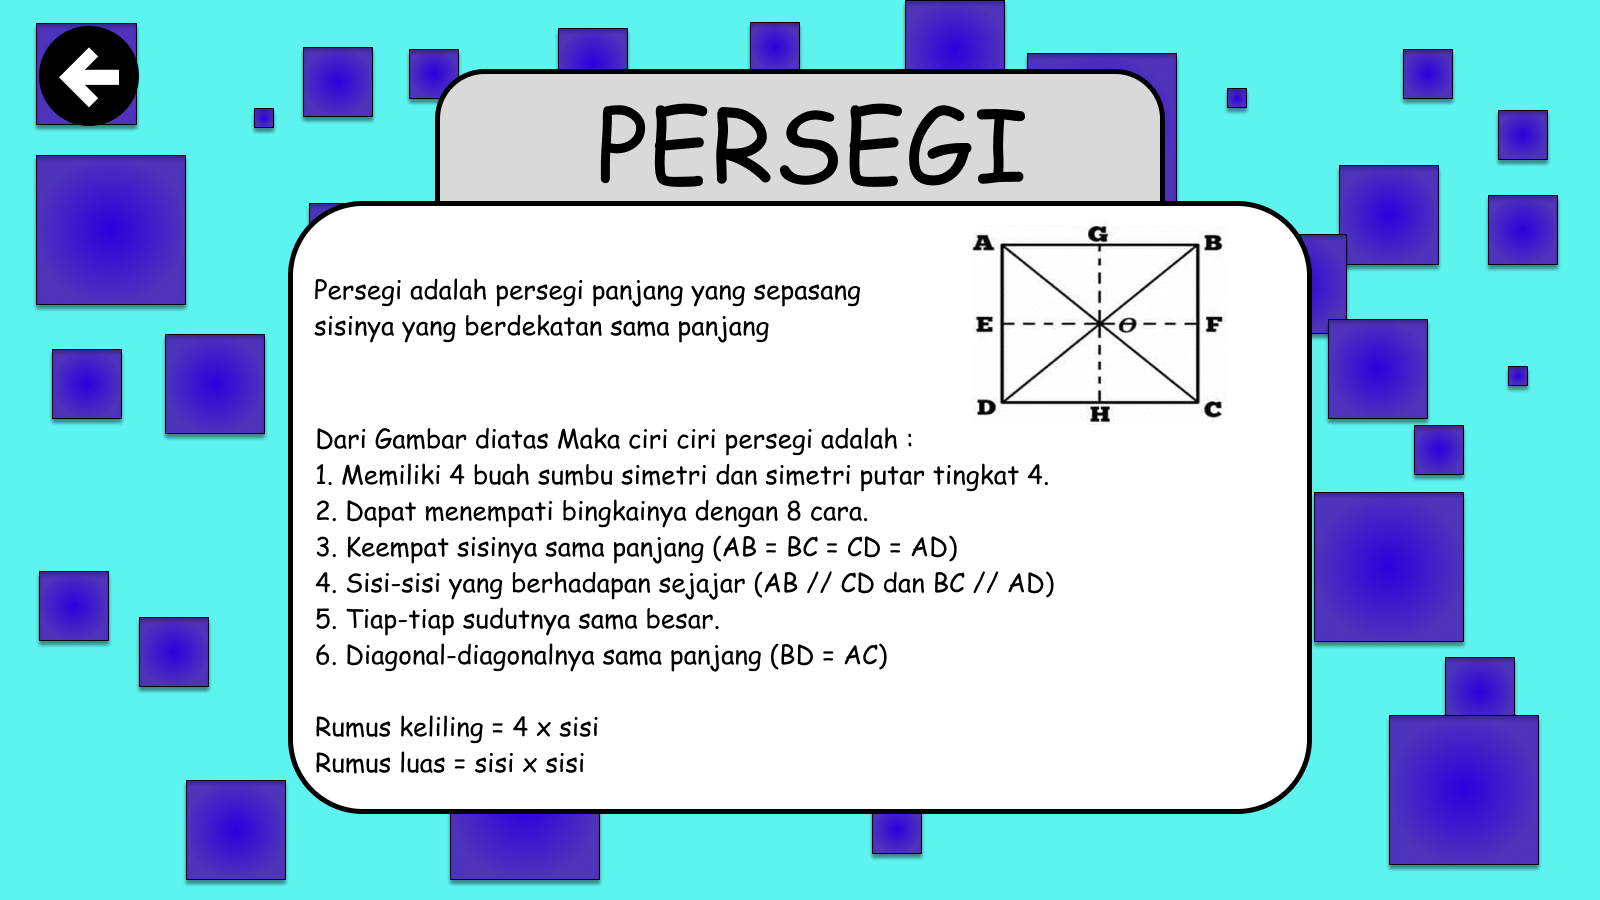 PERSEGI
Persegi adalah persegi panjang yang sepasang
sisinya yang berdekatan sama panjang
A G B
E O F
D H C
Dari Gambar diatas Maka ciri ciri persegi adalah :
1. Memiliki 4 buah sumbu simetri dan simetri putar tingkat 4.
2. Dapat menempati bingkainya dengan 8 cara.
3. Keempat sisinya sama panjang (AB = BC = CD = AD)
4. Sisi-sisi yang berhadapan sejajar (AB // CD dan BC // AD)
5. Tiap-tiap sudutnya sama besar.
6. Diagonal-diagonalnya sama panjang (BD = AC)
Rumus keliling = 4 x sisi
Rumus luas = sisi x sisi